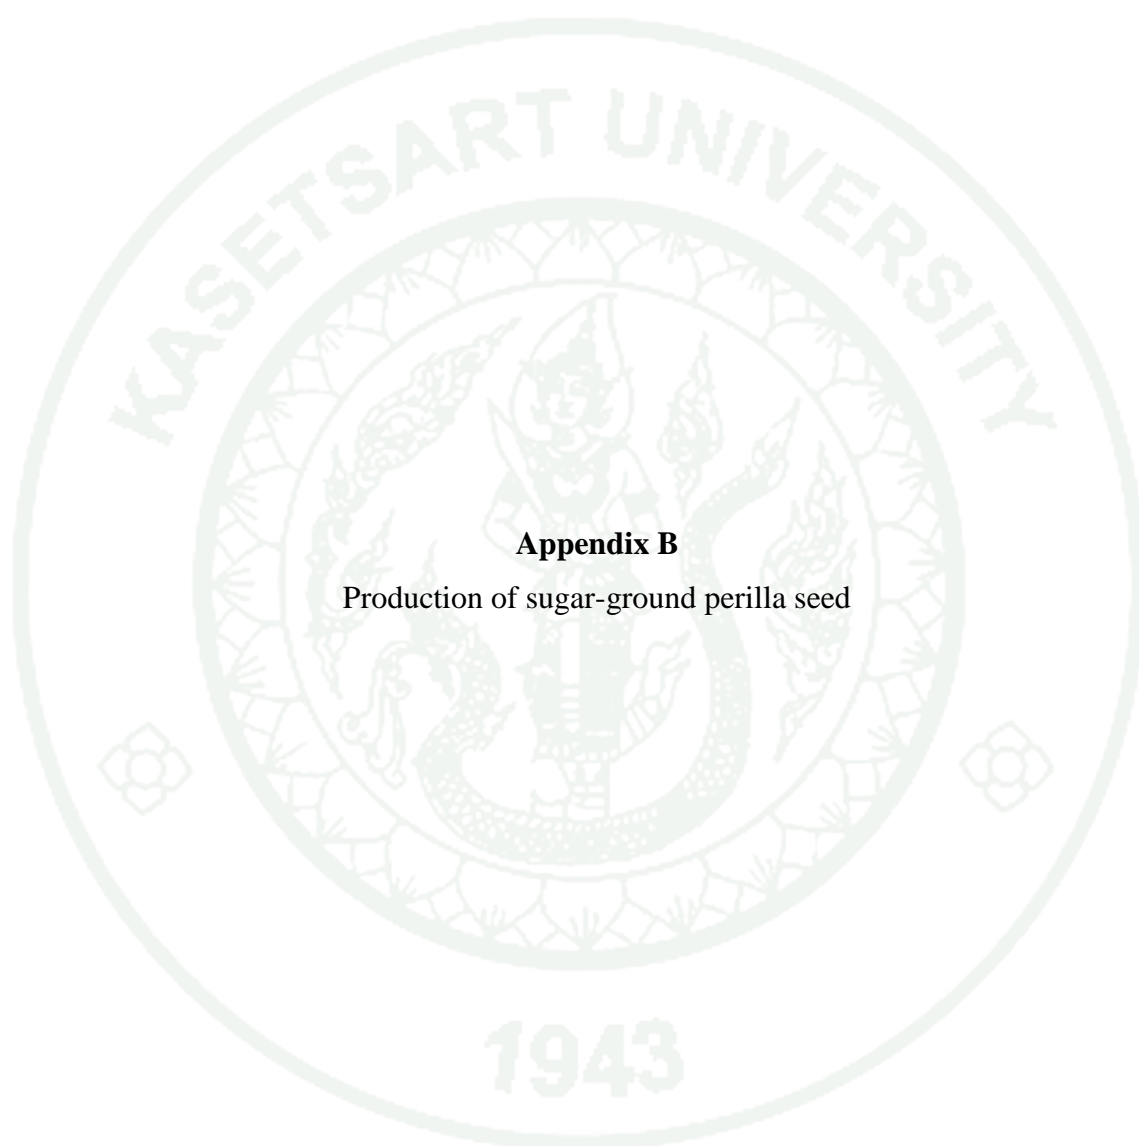 KASETSART UNIVERSITY
Appendix B
Production of sugar-ground perilla seed
1943